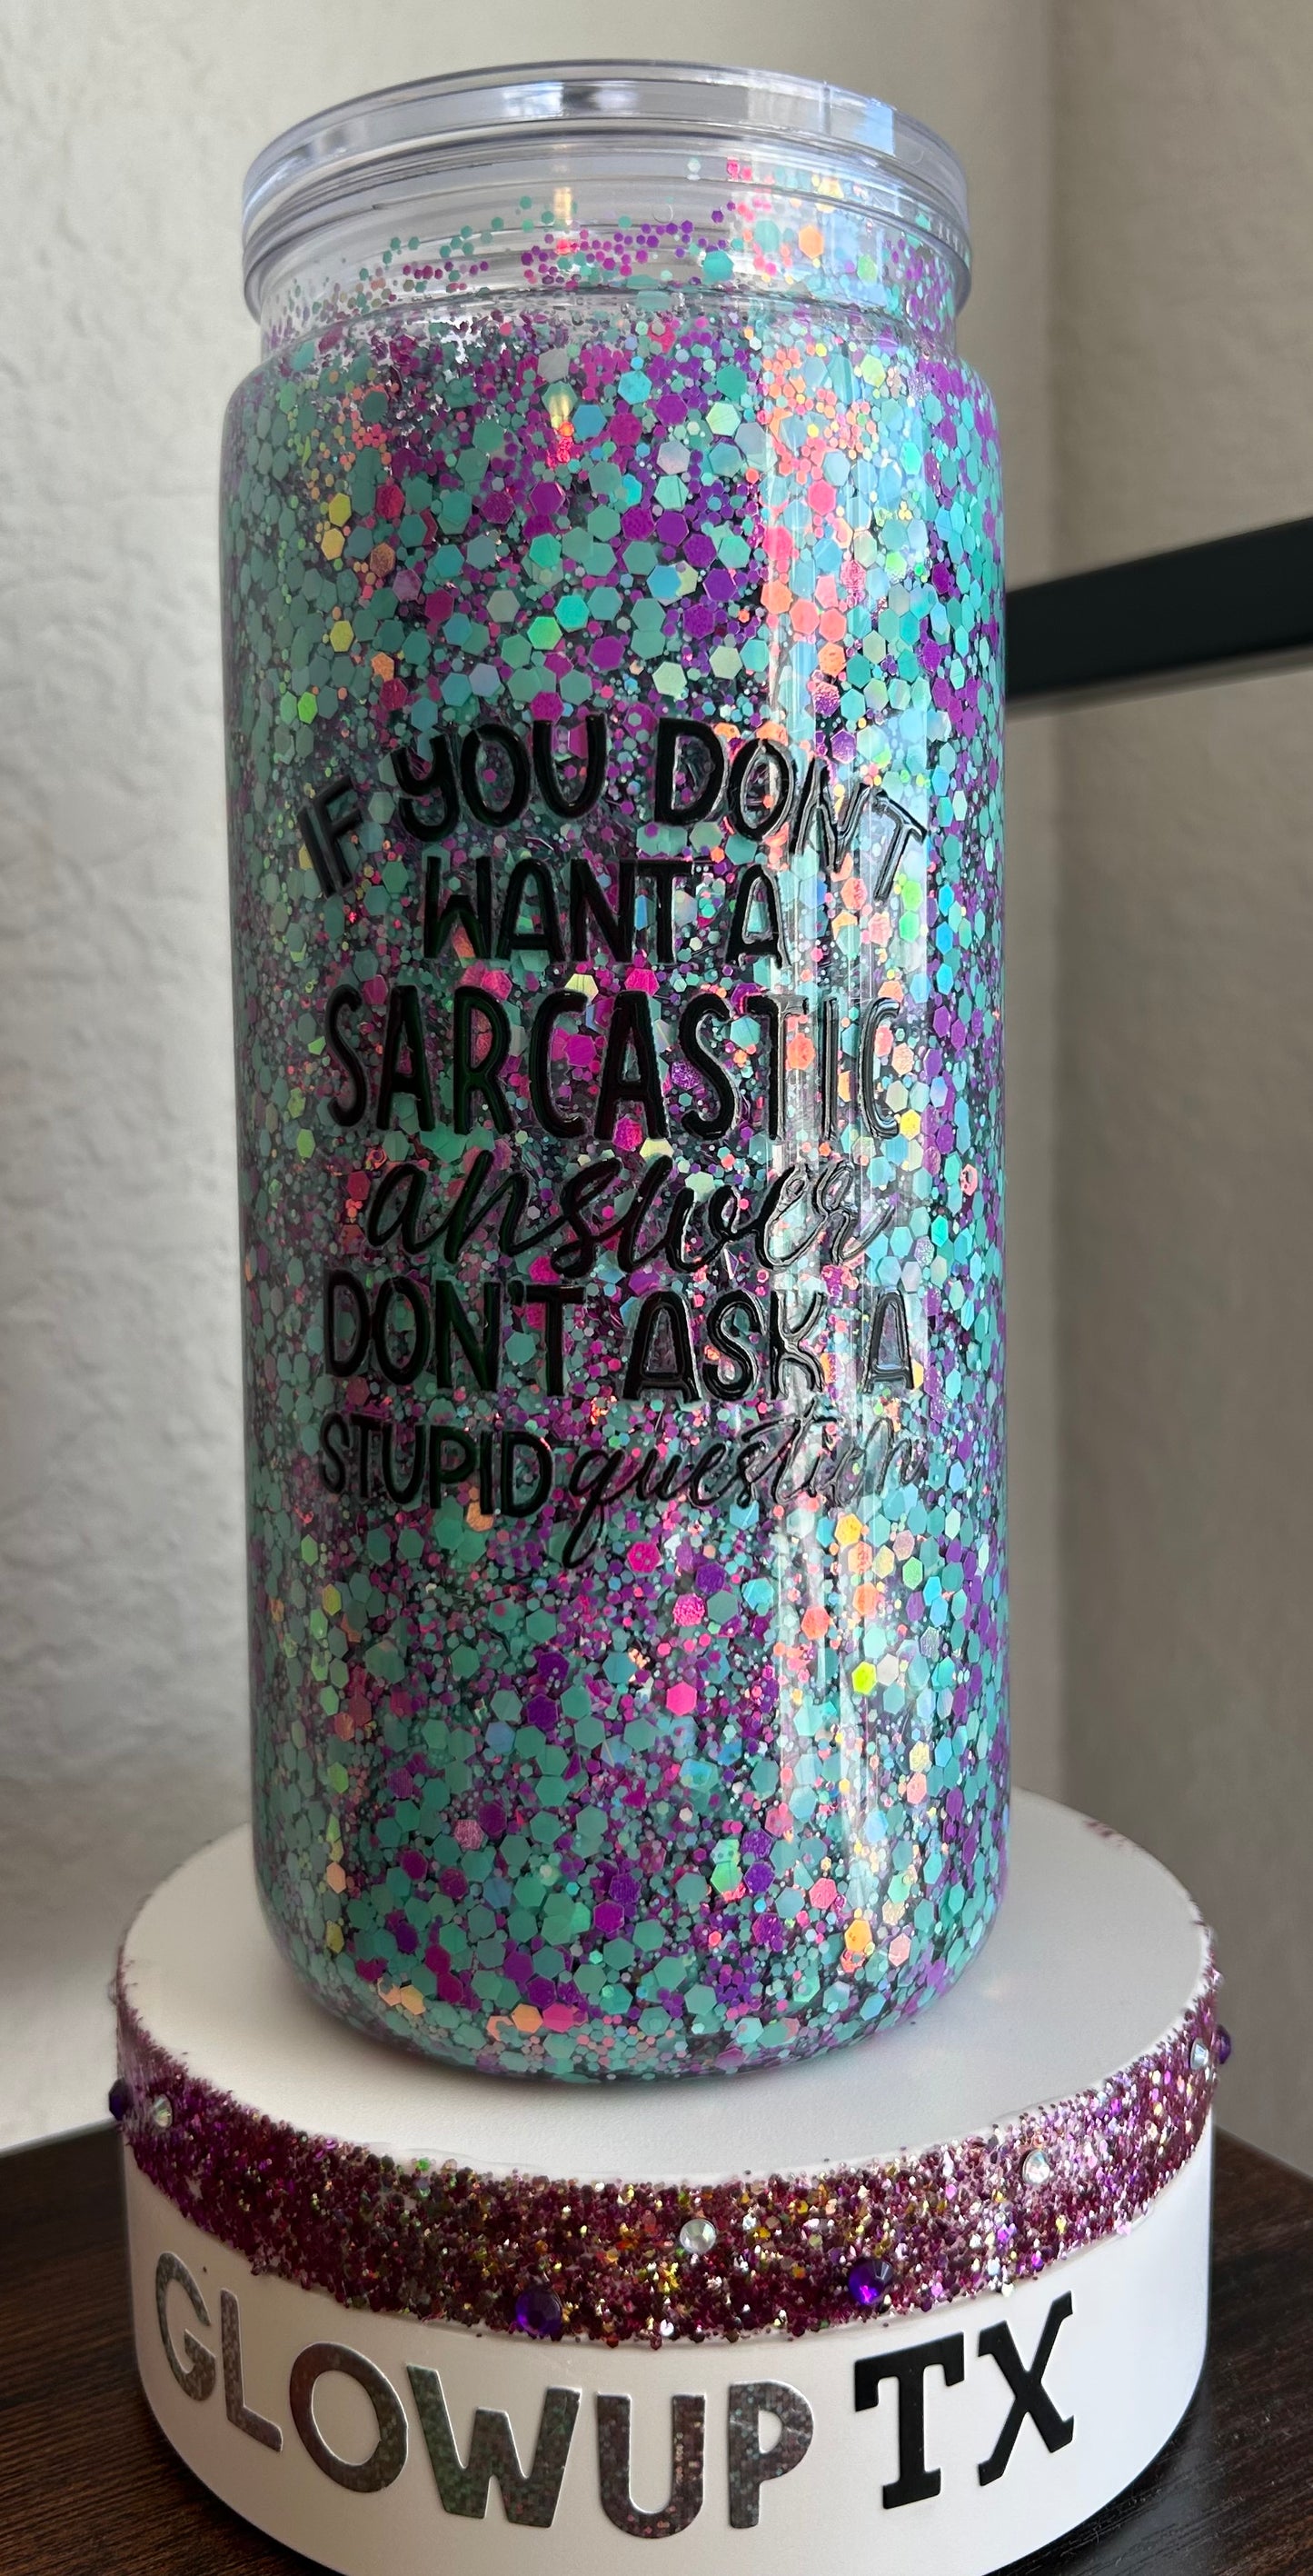 IF YOU DON'T
WANT A
SARCASTIC
answer
DON'T ASK A
STUPID question
GLOWUP TX